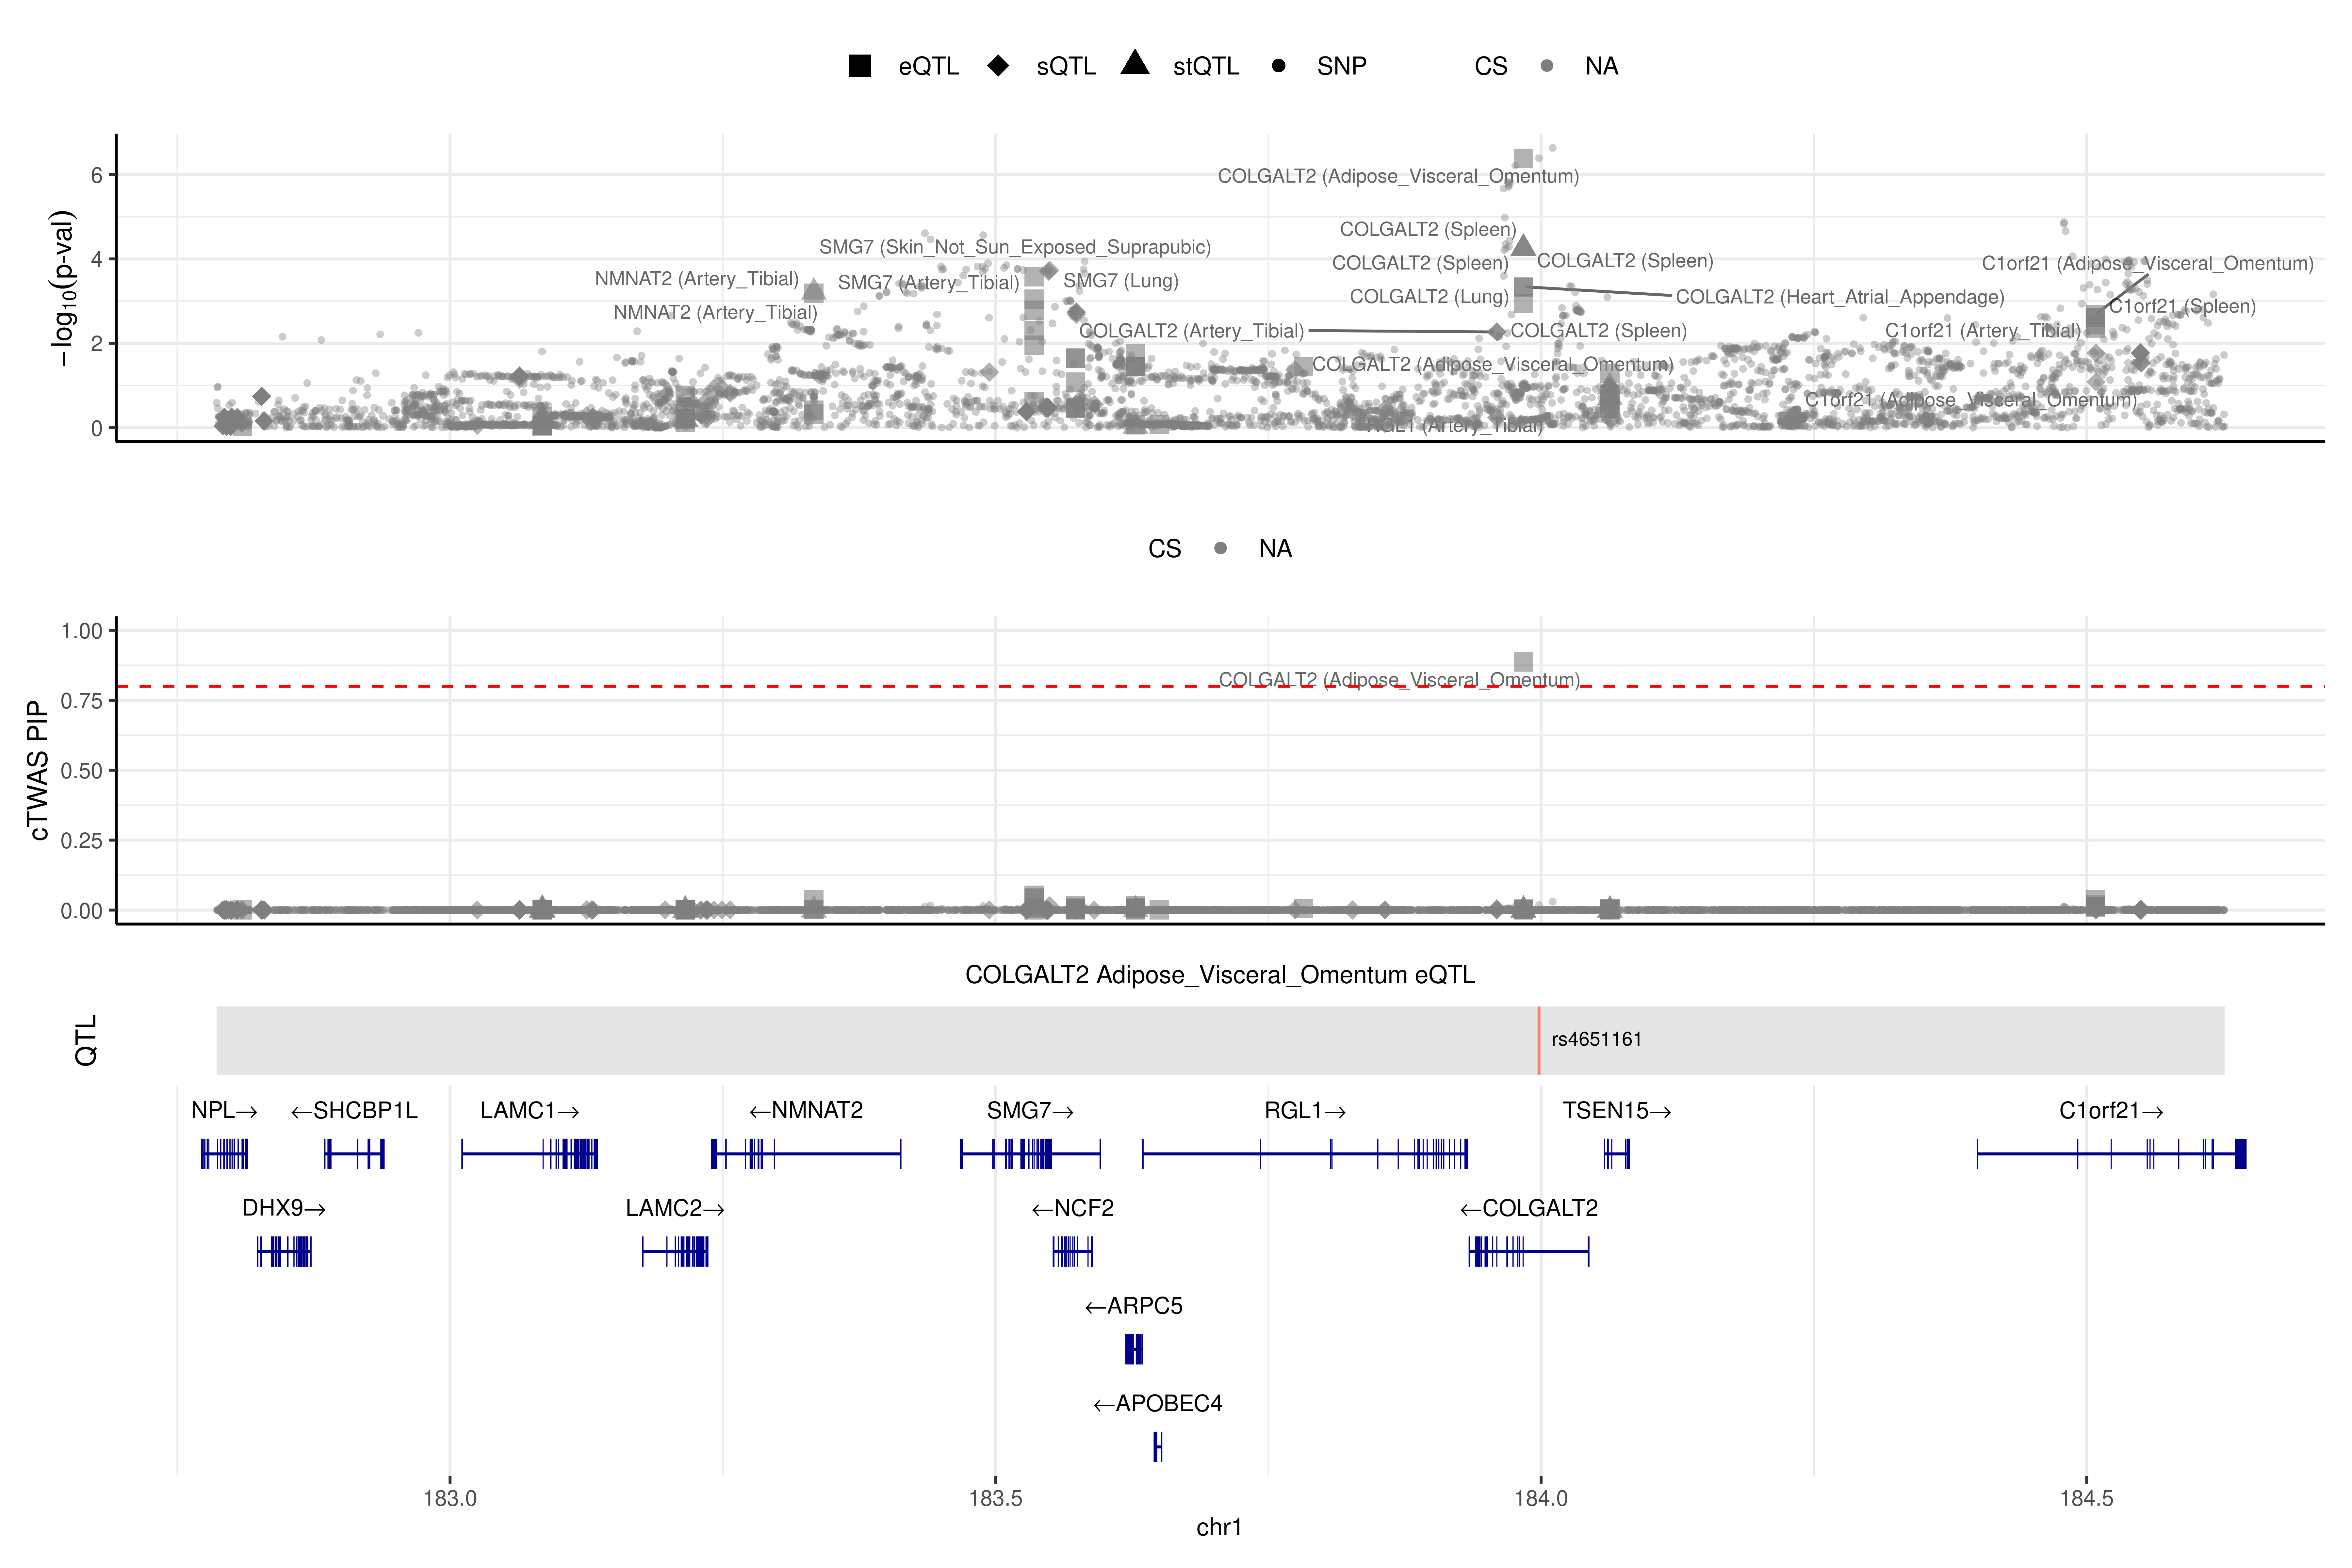 eQTL sQTL stQTL SNP CS NA
−log10(p-val)
6
4
2
0
COLGALT2 (Adipose_Visceral_Omentum)
COLGALT2 (Spleen)
SMG7 (Skin_Not_Sun_Exposed_Suprapubic)
COLGALT2 (Spleen)
COLGALT2 (Spleen)
C1orf21 (Adipose_Visceral_Omentum)
NMNAT2 (Artery_Tibial)
SMG7 (Artery_Tibial)
SMG7 (Lung)
COLGALT2 (Lung)
COLGALT2 (Heart_Atrial_Appendage)
C1orf21 (Spleen)
NMNAT2 (Artery_Tibial)
COLGALT2 (Artery_Tibial)
COLGALT2 (Spleen)
C1orf21 (Artery_Tibial)
COLGALT2 (Adipose_Visceral_Omentum)
C1orf21 (Adipose_Visceral_Omentum)
RGL1 (Artery_Tibial)
CS NA
cTWAS PIP
1.00
0.75
0.50
0.25
0.00
COLGALT2 (Adipose_Visceral_Omentum)
COLGALT2 Adipose_Visceral_Omentum eQTL
QTL
rs4651161
NPL→ ←SHCBP1L LAMC1→ ←NMNAT2 SMG7→ RGL1→ TSEN15→ C1orf21→
DHX9→ LAMC2→ ←NCF2 ←COLGALT2
←ARPC5
←APOBEC4
183.0 183.5 184.0 184.5
chr1